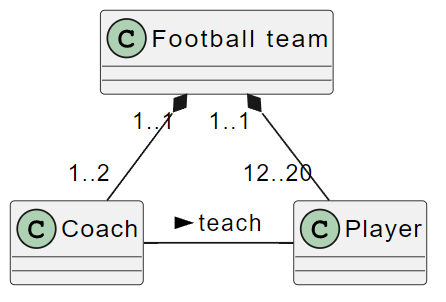 C Football team
1..1 1..1
1..2 12..20
teach
C Coach C Player